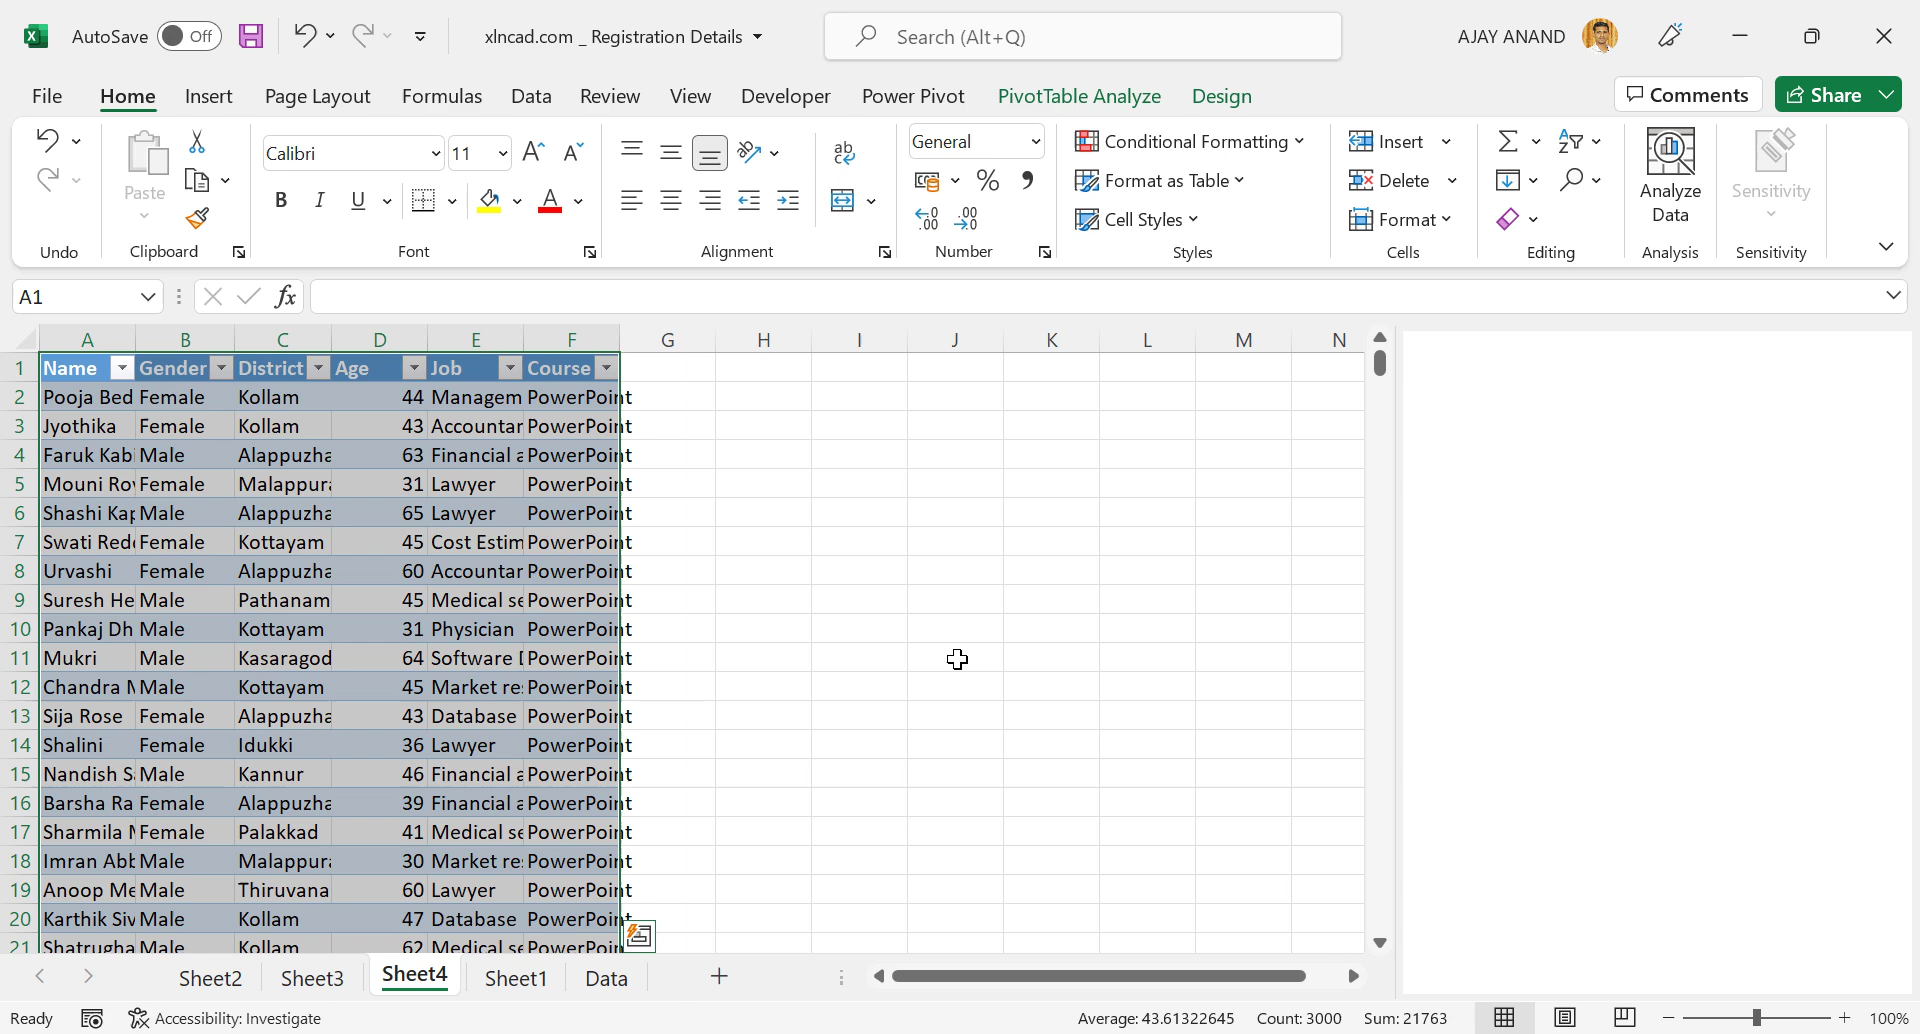 AutoSave Off xlncad.com _ Registration Details Search (Alt+Q) AJAY ANAND
File Home Insert Page Layout Formulas Data Review View Developer Power Pivot PivotTable Analyze Design Comments Share
Paste
Calibri 11
B I U
ab
General
% ,
Conditional Formatting
Format as Table
Cell Styles
Insert
Delete
Format
Analyze Data
Sensitivity
Undo Clipboard Font Alignment Number Styles Cells Editing Analysis Sensitivity
A1 fx
A B C D E F G H I J K L M N
1 Name Gender District Age Job Course
2 Pooja Bed Female Kollam 44 Managem PowerPoint
3 Jyothika Female Kollam 43 Accountan PowerPoint
4 Faruk Kabi Male Alappuzha 63 Financial a PowerPoint
5 Mouni Roy Female Malappura 31 Lawyer PowerPoint
6 Shashi Kap Male Alappuzha 65 Lawyer PowerPoint
7 Swati Redd Female Kottayam 45 Cost Estim PowerPoint
8 Urvashi Female Alappuzha 60 Accountan PowerPoint
9 Suresh He Male Pathanam 45 Medical se PowerPoint
10 Pankaj Dh Male Kottayam 31 Physician PowerPoint
11 Mukri Male Kasaragod 64 Software D PowerPoint
12 Chandra M Male Kottayam 45 Market re PowerPoint
13 Sija Rose Female Alappuzha 43 Database PowerPoint
14 Shalini Female Idukki 36 Lawyer PowerPoint
15 Nandish Sa Male Kannur 46 Financial a PowerPoint
16 Barsha Ra Female Alappuzha 39 Financial a PowerPoint
17 Sharmila M Female Palakkad 41 Medical se PowerPoint
18 Imran Abb Male Malappura 30 Market re PowerPoint
19 Anoop Me Male Thiruvana 60 Lawyer PowerPoint
20 Karthik Siv Male Kollam 47 Database PowerPoint
21 Shatrugha Male Kollam 62 Medical se PowerPoin
Sheet2 Sheet3 Sheet4 Sheet1 Data +
Ready Accessibility: Investigate Average: 43.61322645 Count: 3000 Sum: 21763 100%